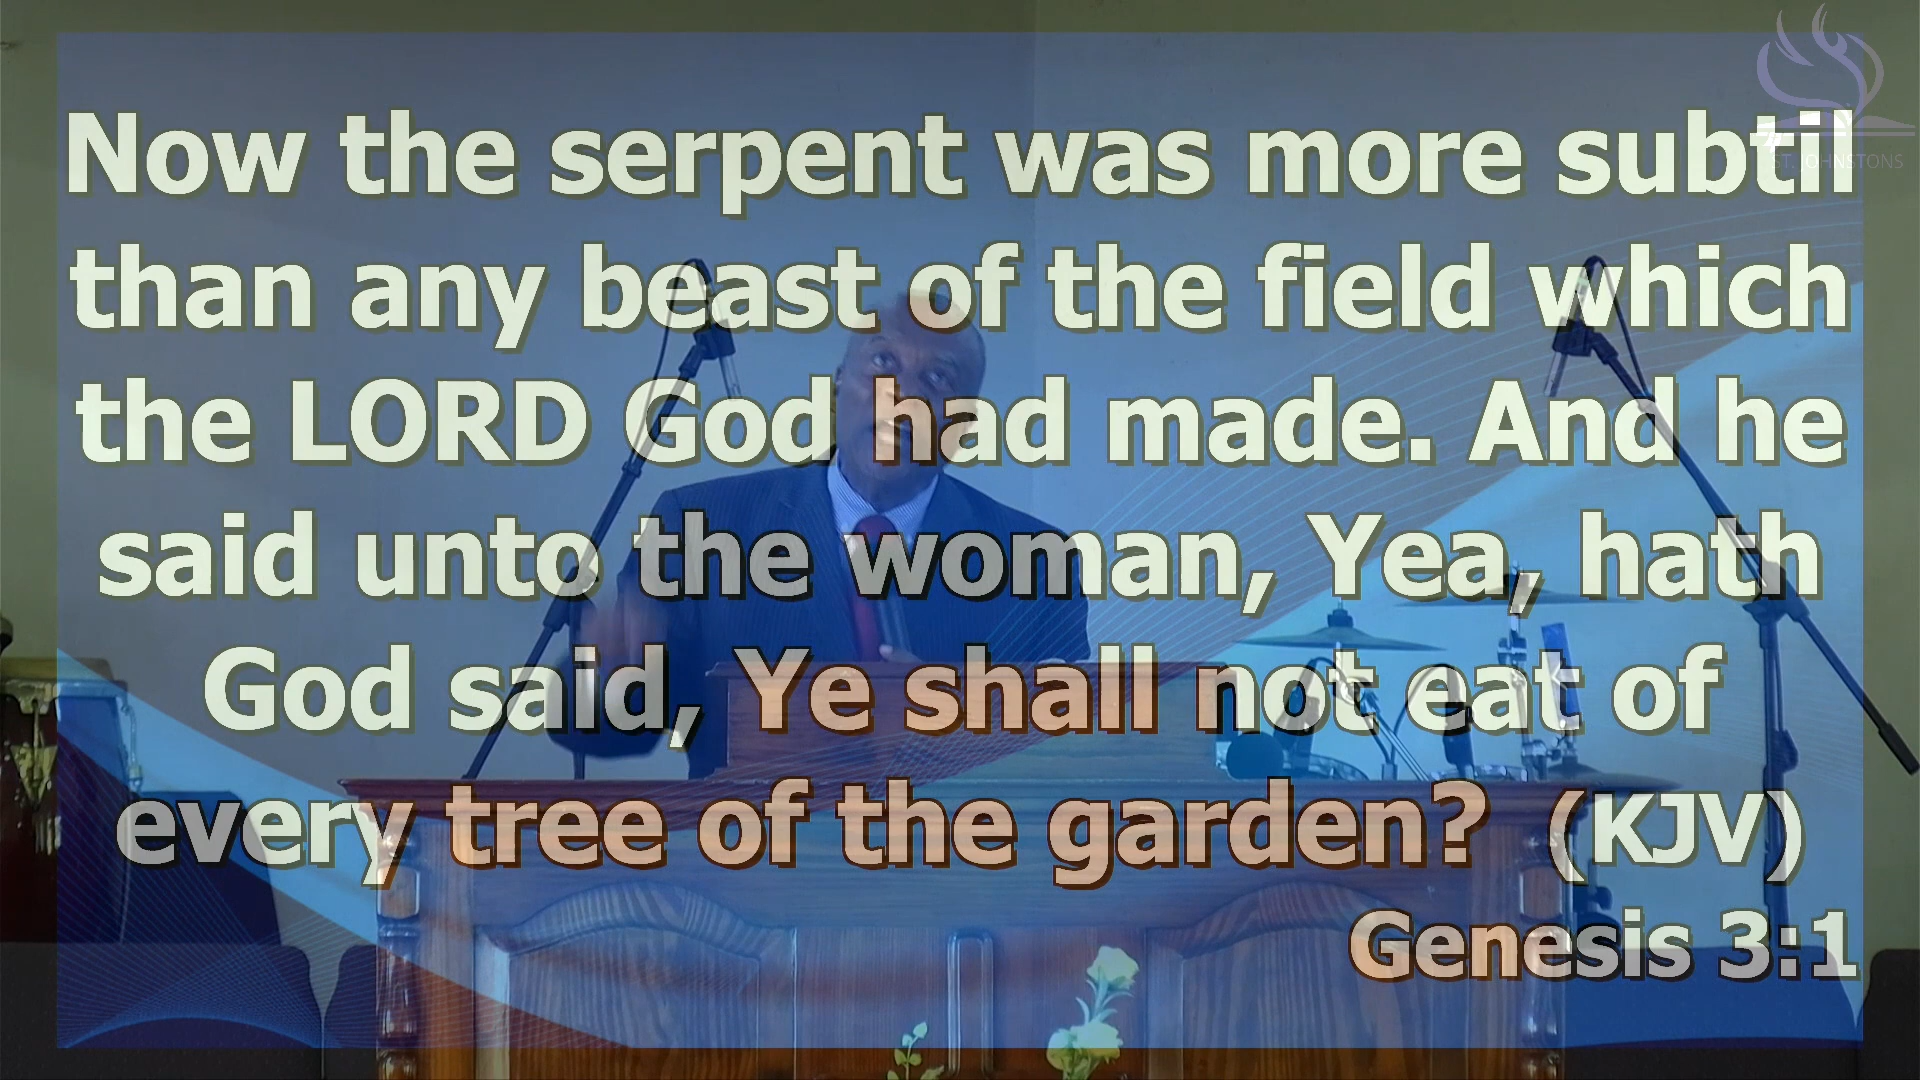 Now the serpent was more subtil
than any beast of the field which
the LORD God had made. And he
said unto the woman, Yea, hath
God said, Ye shall not eat of
every tree of the garden? (KJV)
Genesis 3:1
ST. JOHNSTONS